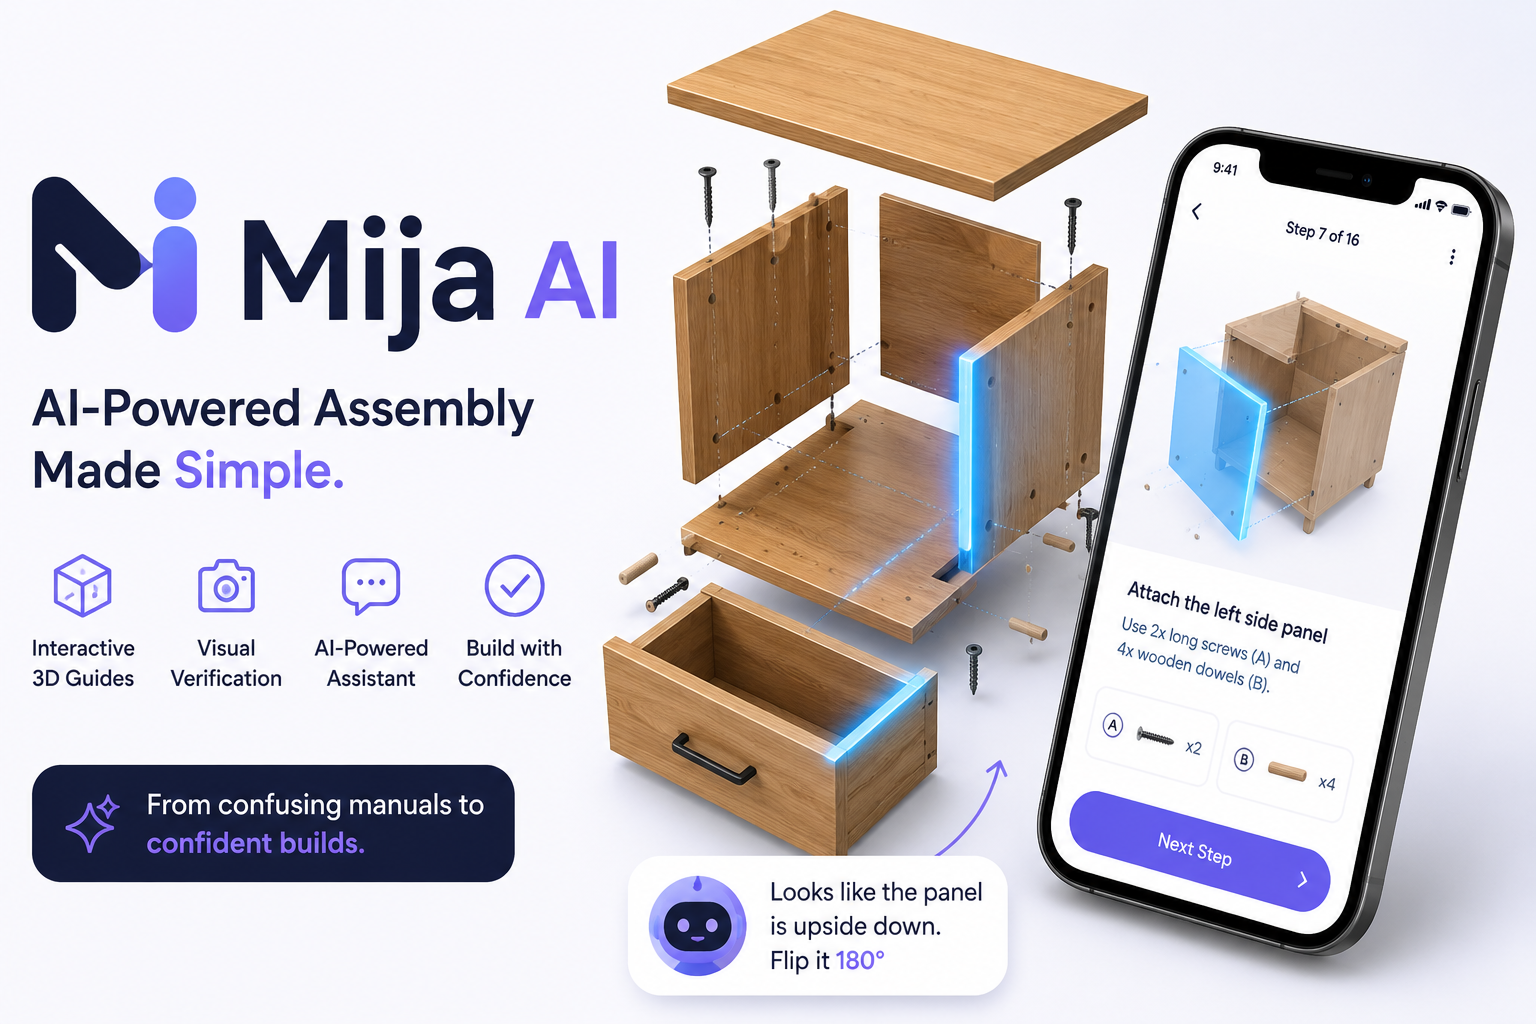 Mija AI
AI-Powered Assembly
Made Simple.
Interactive
3D Guides
Visual
Verification
AI-Powered
Assistant
Build with
Confidence
From confusing manuals to
confident builds.
Looks like the panel
is upside down.
Flip it 180°
9:41
Step 7 of 16
Attach the left side panel
Use 2x long screws (A) and
4x wooden dowels (B).
A x2
B x4
Next Step